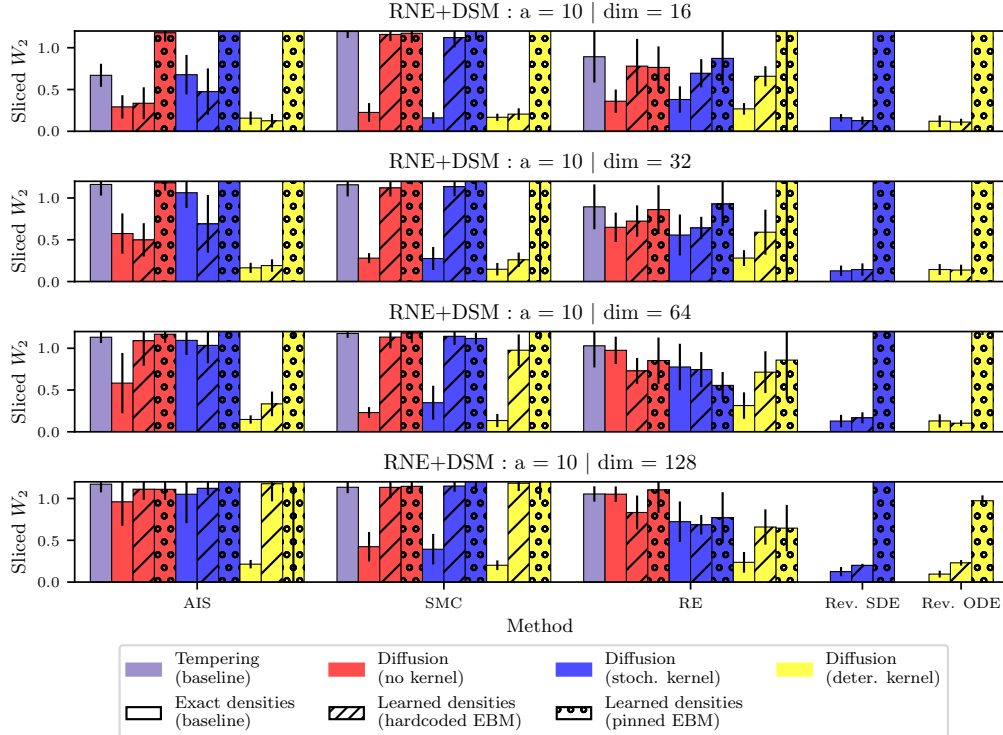 RNE+DSM : a = 10 | dim = 16
Sliced W2
1.0
0.5
0.0
RNE+DSM : a = 10 | dim = 32
Sliced W2
1.0
0.5
0.0
RNE+DSM : a = 10 | dim = 64
Sliced W2
1.0
0.5
0.0
RNE+DSM : a = 10 | dim = 128
Sliced W2
1.0
0.5
0.0
AIS SMC RE Rev. SDE Rev. ODE
Method
Tempering (baseline)
Diffusion (no kernel)
Diffusion (stoch. kernel)
Diffusion (deter. kernel)
Exact densities (baseline)
Learned densities (hardcoded EBM)
Learned densities (pinned EBM)